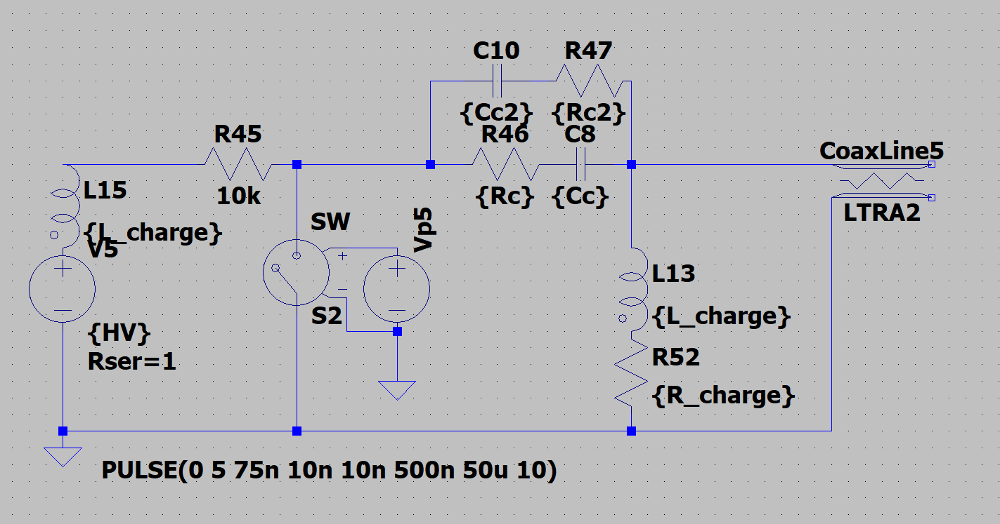 C10
R47
{Cc2}
{Rc2}
R45
R46
C8
10k
{Rc}
{Cc}
CoaxLine5
LTRA2
L15
{L_charge}
V5
SW
Vp5
+
-
+
-
+
-
S2
{HV}
Rser=1
L13
{L_charge}
R52
{R_charge}
PULSE(0 5 75n 10n 10n 500n 50u 10)